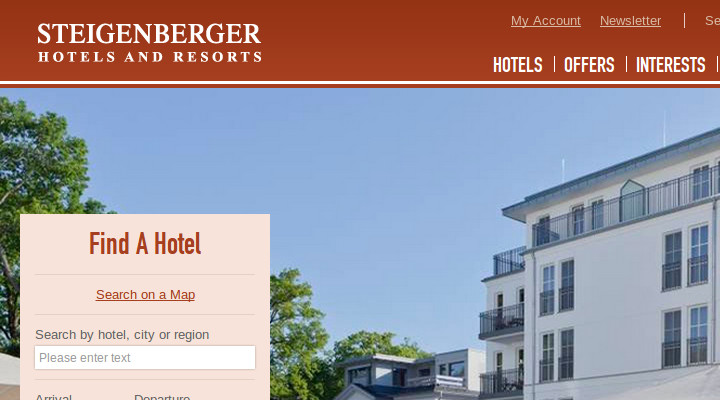 STEIGENBERGER
HOTELS AND RESORTS
My Account Newsletter
HOTELS OFFERS INTERESTS
Find A Hotel
Search on a Map
Search by hotel, city or region
Please enter text
Arrival Departure